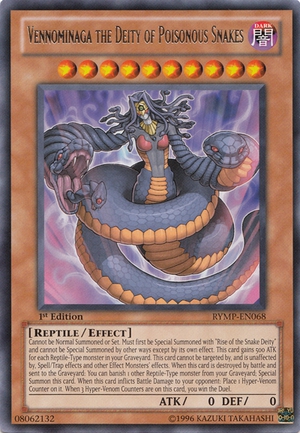 VENNOMINAGA THE DEITY OF POISONOUS SNAKES
DARK
闇
1st Edition
RYMP-EN068
[REPTILE / EFFECT]
Cannot be Normal Summoned or Set. Must first be Special Summoned with "Rise of the Snake Deity"
and cannot be Special Summoned by other ways except by its own effect. This card gains 500 ATK
for each Reptile-Type monster in your Graveyard. This card cannot be targeted by, and is unaffected
by, Spell/Trap effects and other Effect Monsters' effects. When this card is destroyed by battle and
sent to the Graveyard: You can banish 1 other Reptile-Type monster from your Graveyard; Special
Summon this card. When this card inflicts Battle Damage to your opponent: Place 1 Hyper-Venom
Counter on it. When 3 Hyper-Venom Counters are on this card, you win the Duel.
ATK/ 0 DEF/ 0
08062132
©1996 KAZUKI TAKAHASHI